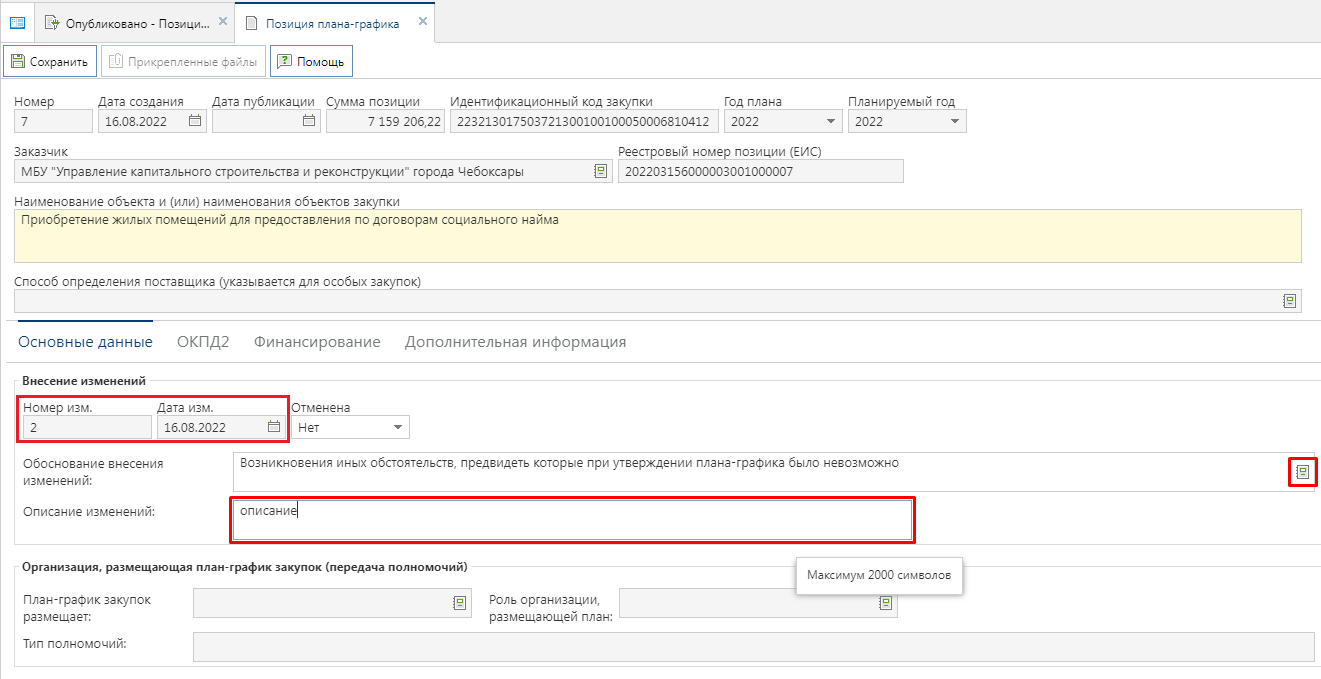 Опубликовано - Позици...
Позиция плана-графика
Сохранить
Прикрепленные файлы
Помощь
Номер
Дата создания
Дата публикации
Сумма позиции
Идентификационный код закупки
Год плана
Планируемый год
7
16.08.2022
7 159 206,22
223213017503721300100100050006810412
2022
2022
Заказчик
Реестровый номер позиции (ЕИС)
МБУ "Управление капитального строительства и реконструкции" города Чебоксары
202203156000003001000007
Наименование объекта и (или) наименования объектов закупки
Приобретение жилых помещений для предоставления по договорам социального найма
Способ определения поставщика (указывается для особых закупок)
Основные данные
ОКПД2
Финансирование
Дополнительная информация
Внесение изменений
Номер изм.
Дата изм.
Отменена
2
16.08.2022
Нет
Обоснование внесения
изменений:
Возникновения иных обстоятельств, предвидеть которые при утверждении плана-графика было невозможно
Описание изменений:
описание
Организация, размещающая план-график закупок (передача полномочий)
Максимум 2000 символов
План-график закупок
размещает:
Роль организации,
размещающей план:
Тип полномочий: